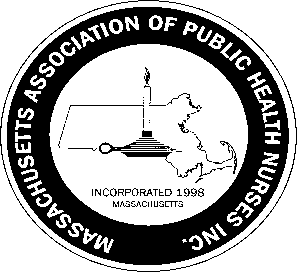 MASSACHUSETTS ASSOCIATION OF PUBLIC HEALTH NURSES INC.
INCORPORATED 1998
MASSACHUSETTS